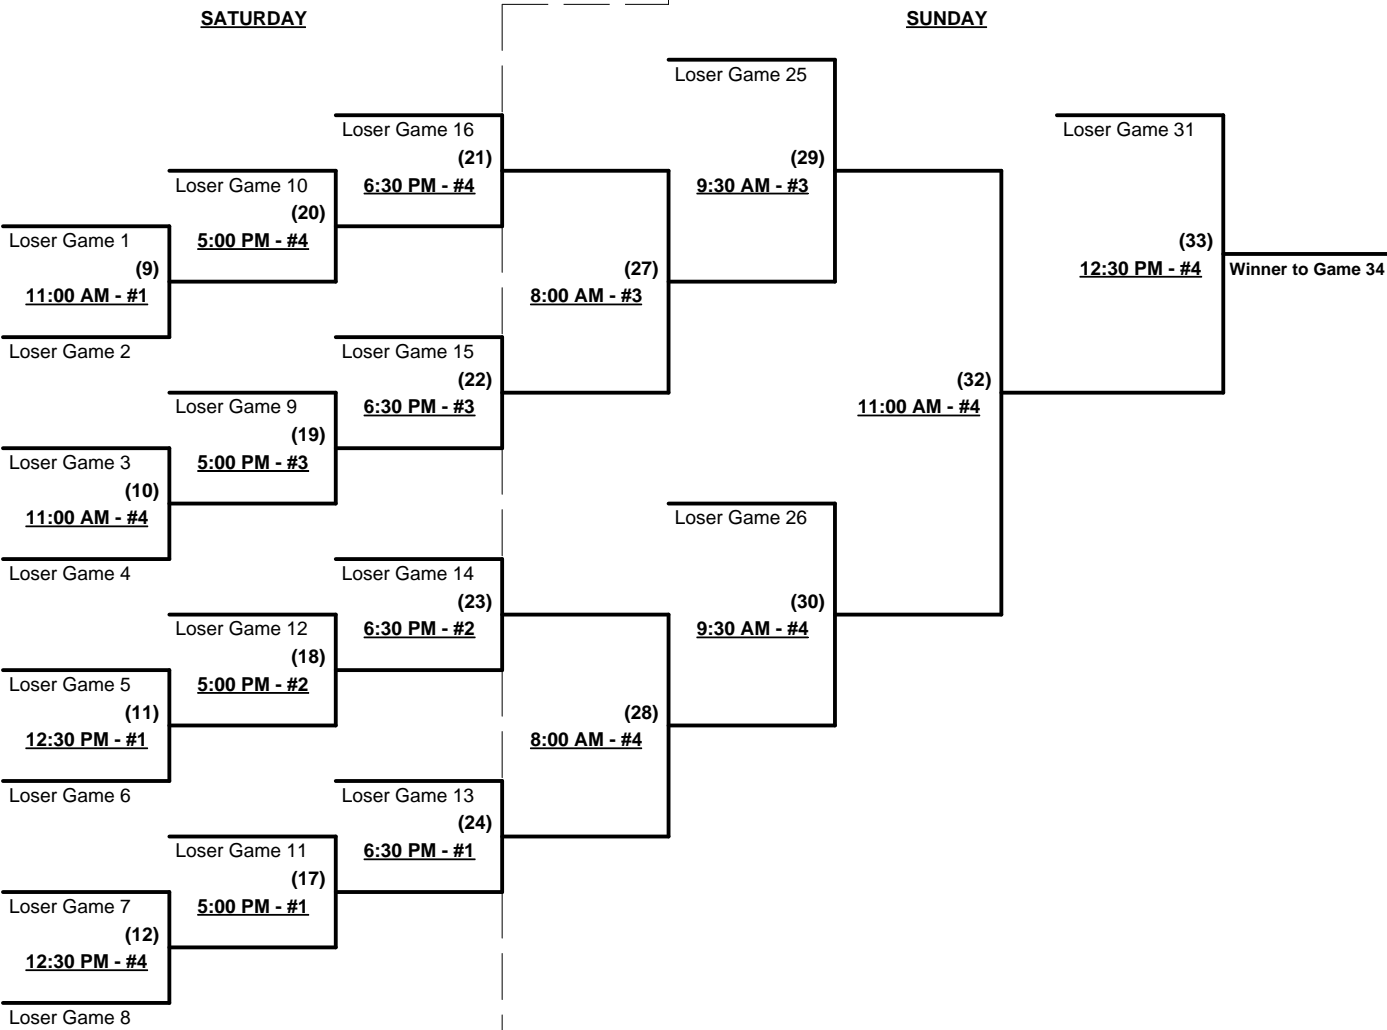 SATURDAY
SUNDAY
Loser Game 25
Loser Game 16
Loser Game 31
(21)
(29)
Loser Game 10
6:30 PM - #4
9:30 AM - #3
(20)
Loser Game 1
5:00 PM - #4
(33)
(9)
(27)
12:30 PM - #4
Winner to Game 34
11:00 AM - #1
8:00 AM - #3
Loser Game 2
Loser Game 15
(22)
(32)
Loser Game 9
6:30 PM - #3
11:00 AM - #4
(19)
Loser Game 3
5:00 PM - #3
(10)
11:00 AM - #4
Loser Game 26
Loser Game 4
Loser Game 14
(23)
(30)
Loser Game 12
6:30 PM - #2
9:30 AM - #4
(18)
Loser Game 5
5:00 PM - #2
(11)
(28)
12:30 PM - #1
8:00 AM - #4
Loser Game 6
Loser Game 13
(24)
Loser Game 11
6:30 PM - #1
(17)
Loser Game 7
5:00 PM - #1
(12)
12:30 PM - #4
Loser Game 8